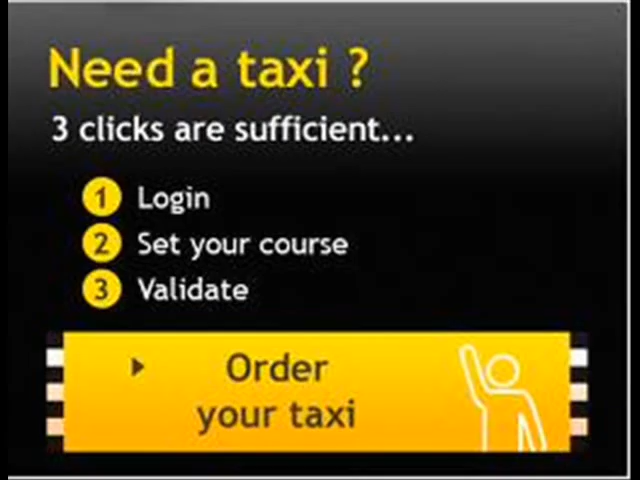 Need a taxi ?
3 clicks are sufficient...
1 Login
2 Set your course
3 Validate
Order
your taxi